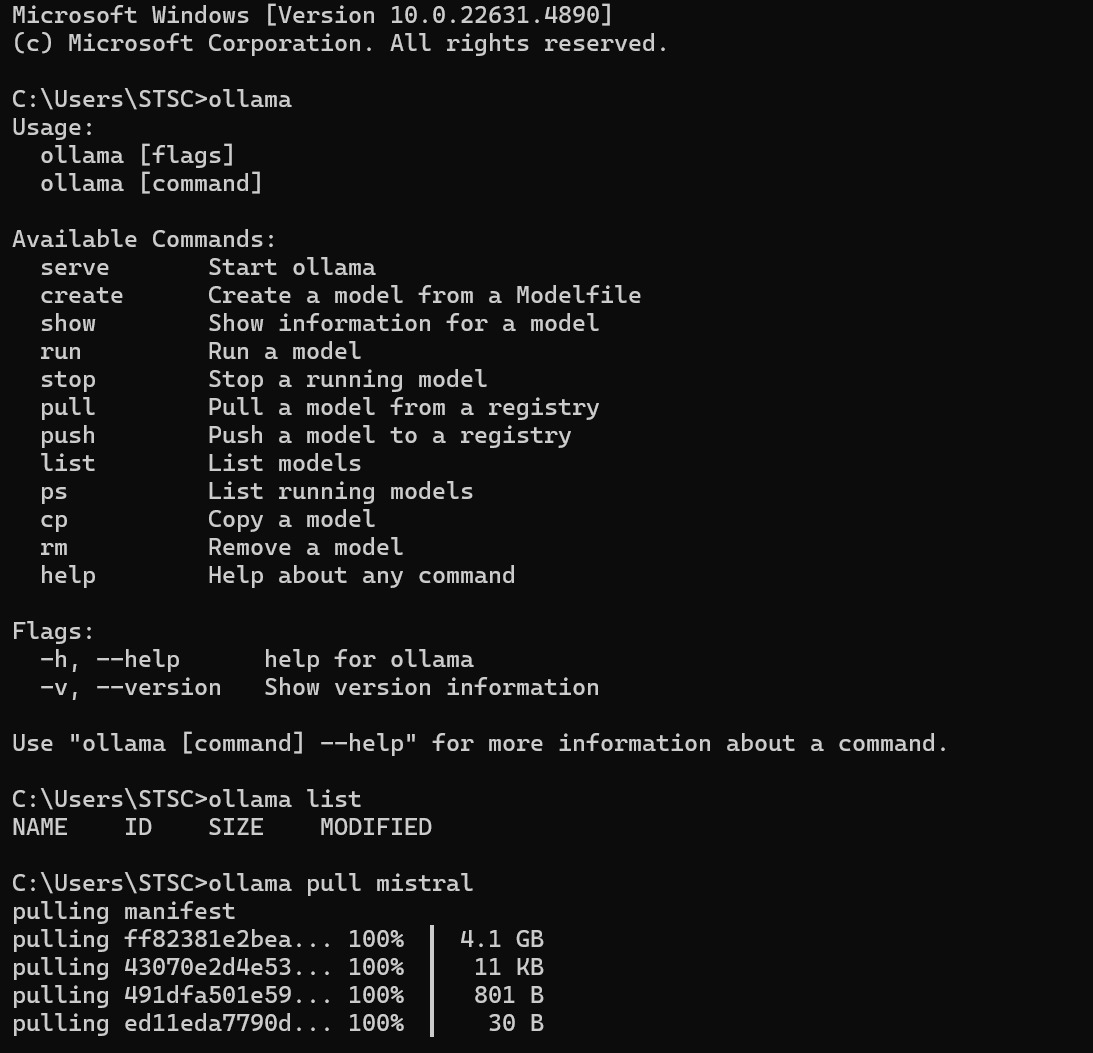 Microsoft Windows [Version 10.0.22631.4890]
(c) Microsoft Corporation. All rights reserved.

C:\Users\STSC>ollama
Usage:
  ollama [flags]
  ollama [command]

Available Commands:
  serve       Start ollama
  create      Create a model from a Modelfile
  show        Show information for a model
  run         Run a model
  stop        Stop a running model
  pull        Pull a model from a registry
  push        Push a model to a registry
  list        List models
  ps          List running models
  cp          Copy a model
  rm          Remove a model
  help        Help about any command

Flags:
  -h, --help      help for ollama
  -v, --version   Show version information

Use "ollama [command] --help" for more information about a command.

C:\Users\STSC>ollama list
NAME    ID    SIZE    MODIFIED

C:\Users\STSC>ollama pull mistral
pulling manifest
pulling ff82381e2bea... 100%  4.1 GB
pulling 43070e2d4e53... 100%  11 KB
pulling 491dfa501e59... 100%  801 B
pulling ed11eda7790d... 100%  30 B